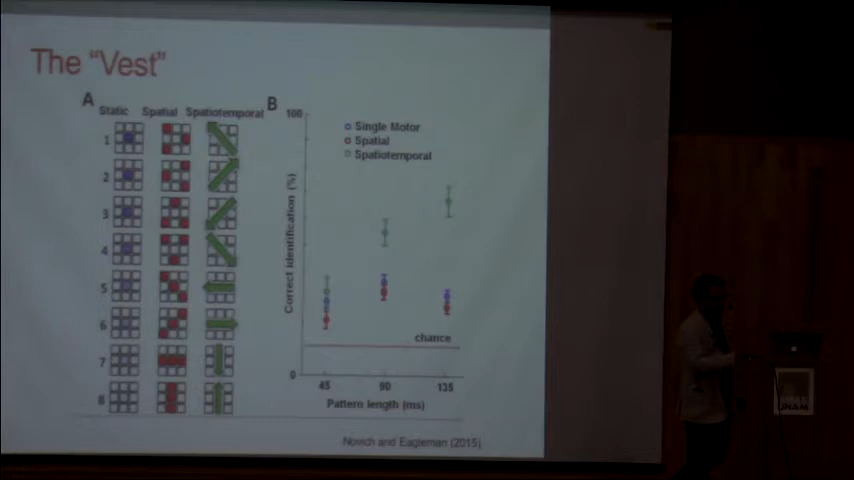 The "Vest"
A
Static Spatial Spatiotemporal
1
2
3
4
5
6
7
8
B
100
Single Motor
Spatial
Spatiotemporal
Correct identification (%)
chance
0
45 90 135
Pattern length (ms)
Novich and Eagleman (2015)
UNAM